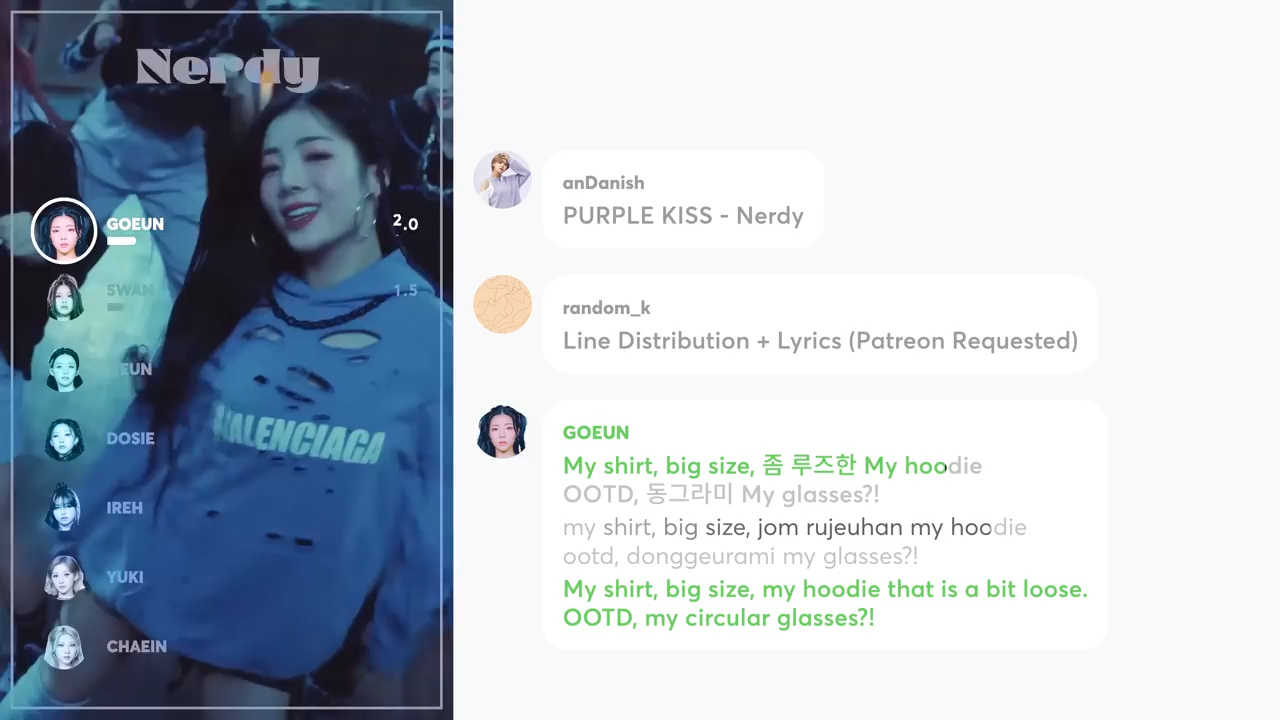 Nerdy
GOEUN
2.0
SWAN
1.5
DOSIE
IREH
YUKI
CHAEIN
BALENCIAGA
anDanish
PURPLE KISS - Nerdy
random_k
Line Distribution + Lyrics (Patreon Requested)
GOEUN
My shirt, big size, 좀 루즈한 My hoodie
OOTD, 동그라미 My glasses?!
my shirt, big size, jom rujeuhan my hoodie
ootd, donggeurami my glasses?!
My shirt, big size, my hoodie that is a bit loose.
OOTD, my circular glasses?!